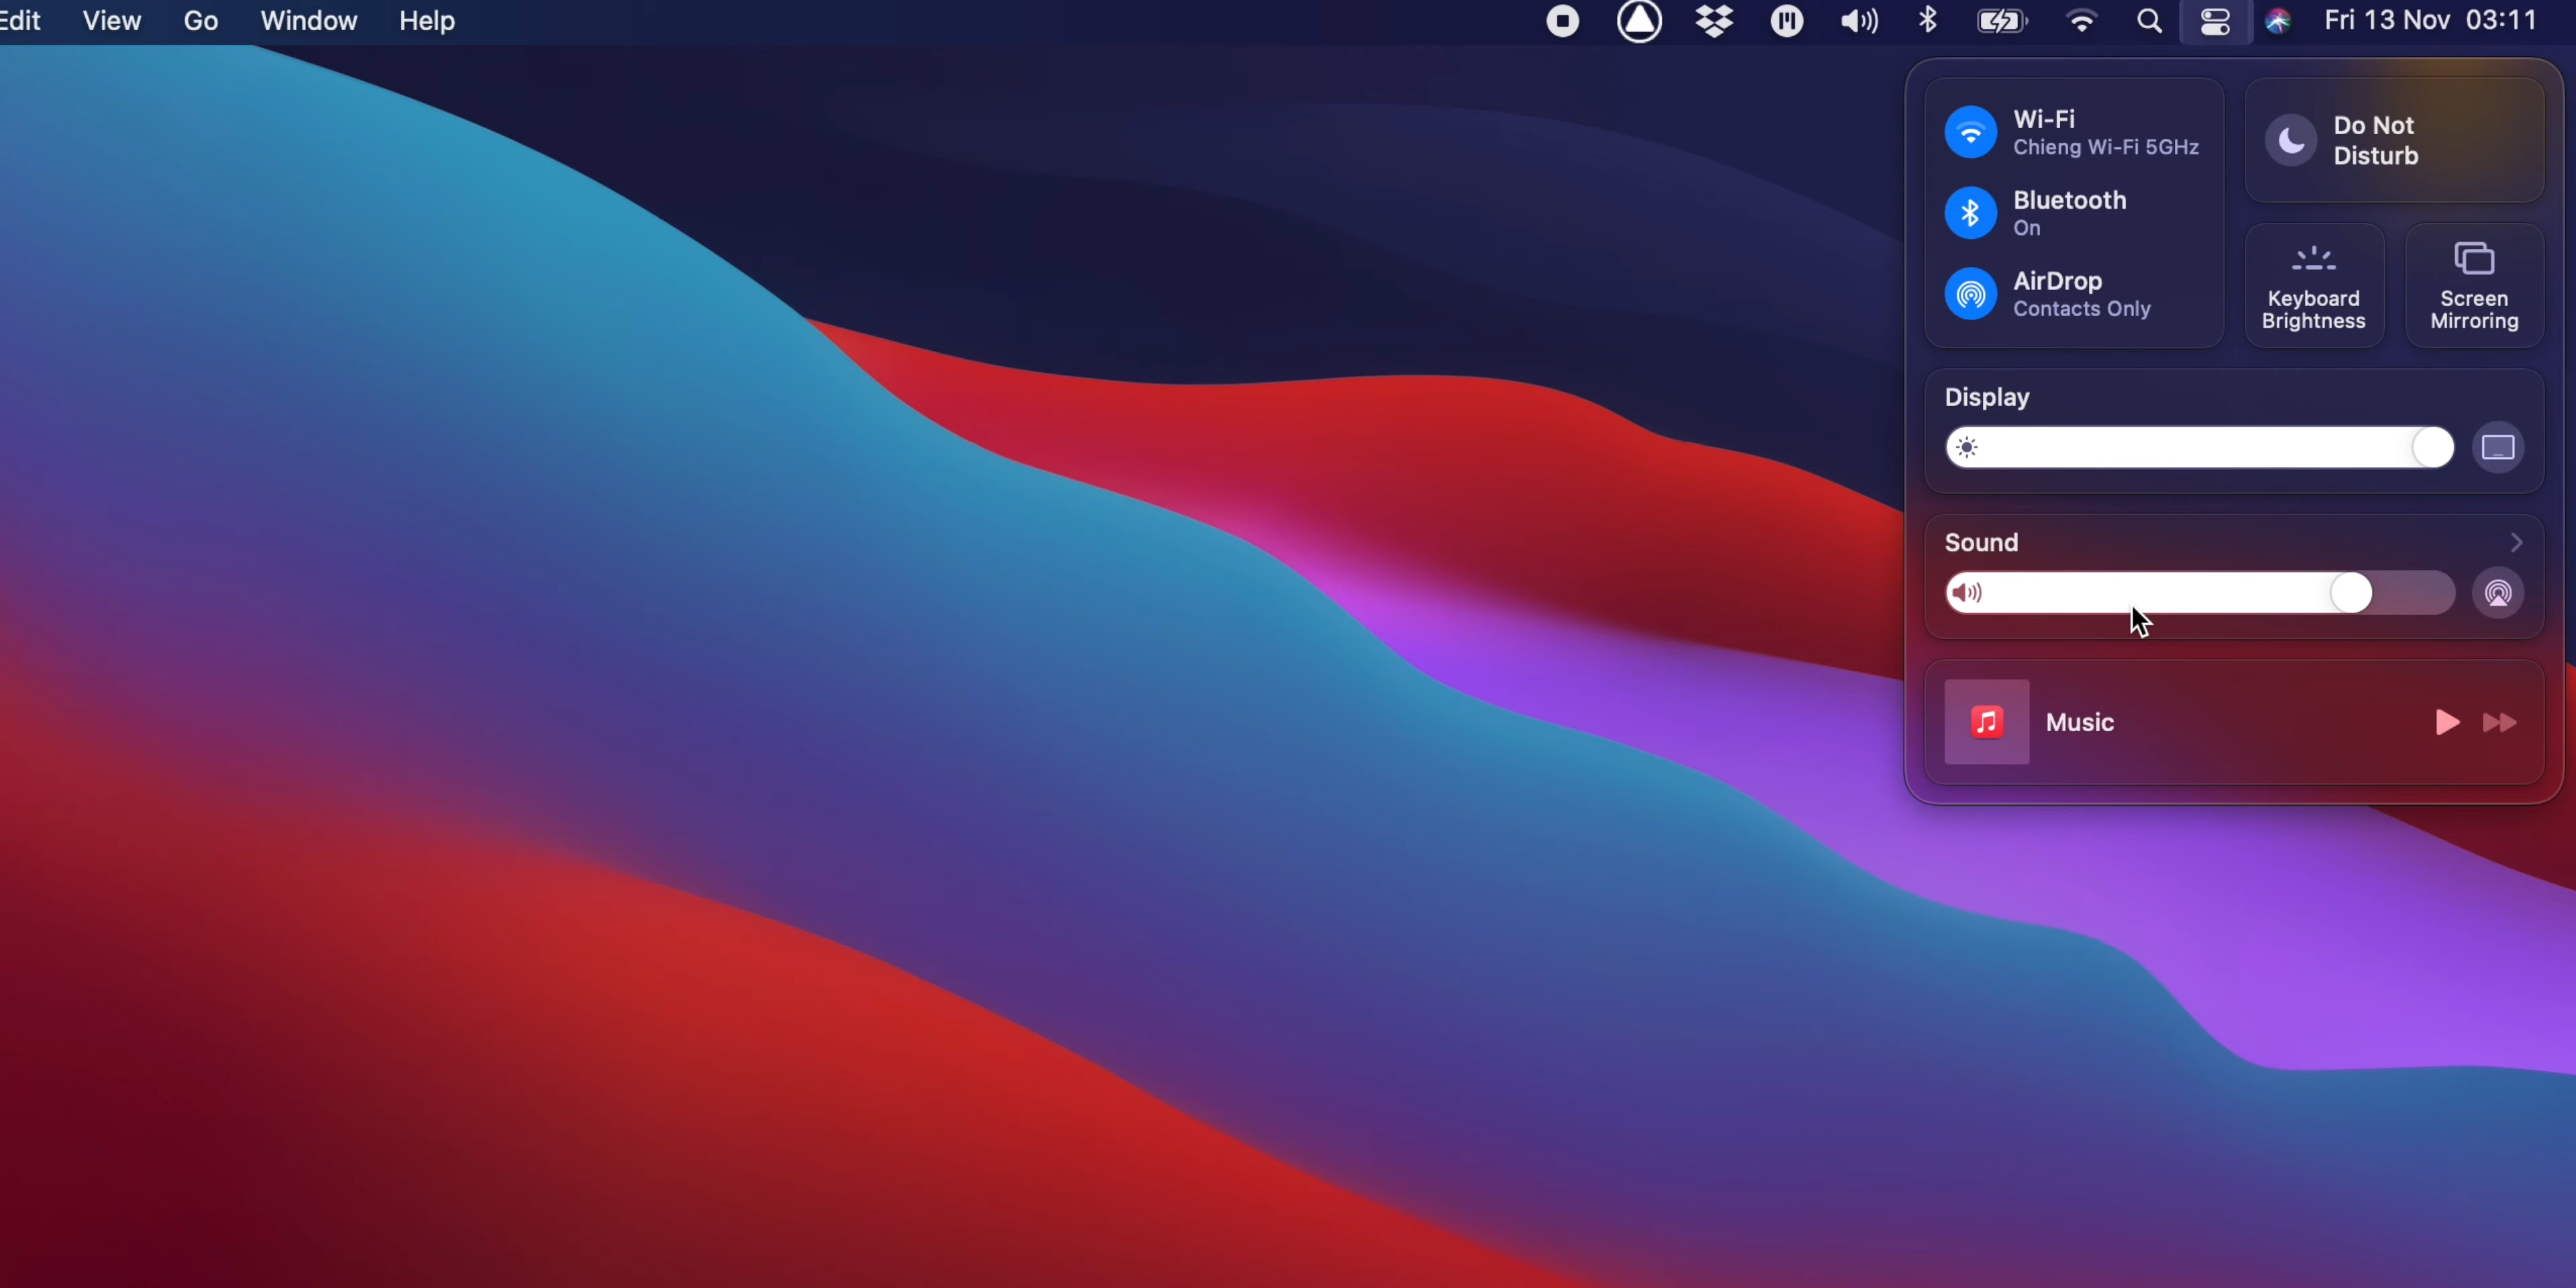 Edit View Go Window Help Fri 13 Nov 03:11
Wi-Fi
Chieng Wi-Fi 5GHz
Bluetooth
On
AirDrop
Contacts Only
Do Not
Disturb
Keyboard
Brightness
Screen
Mirroring
Display
Sound
Music